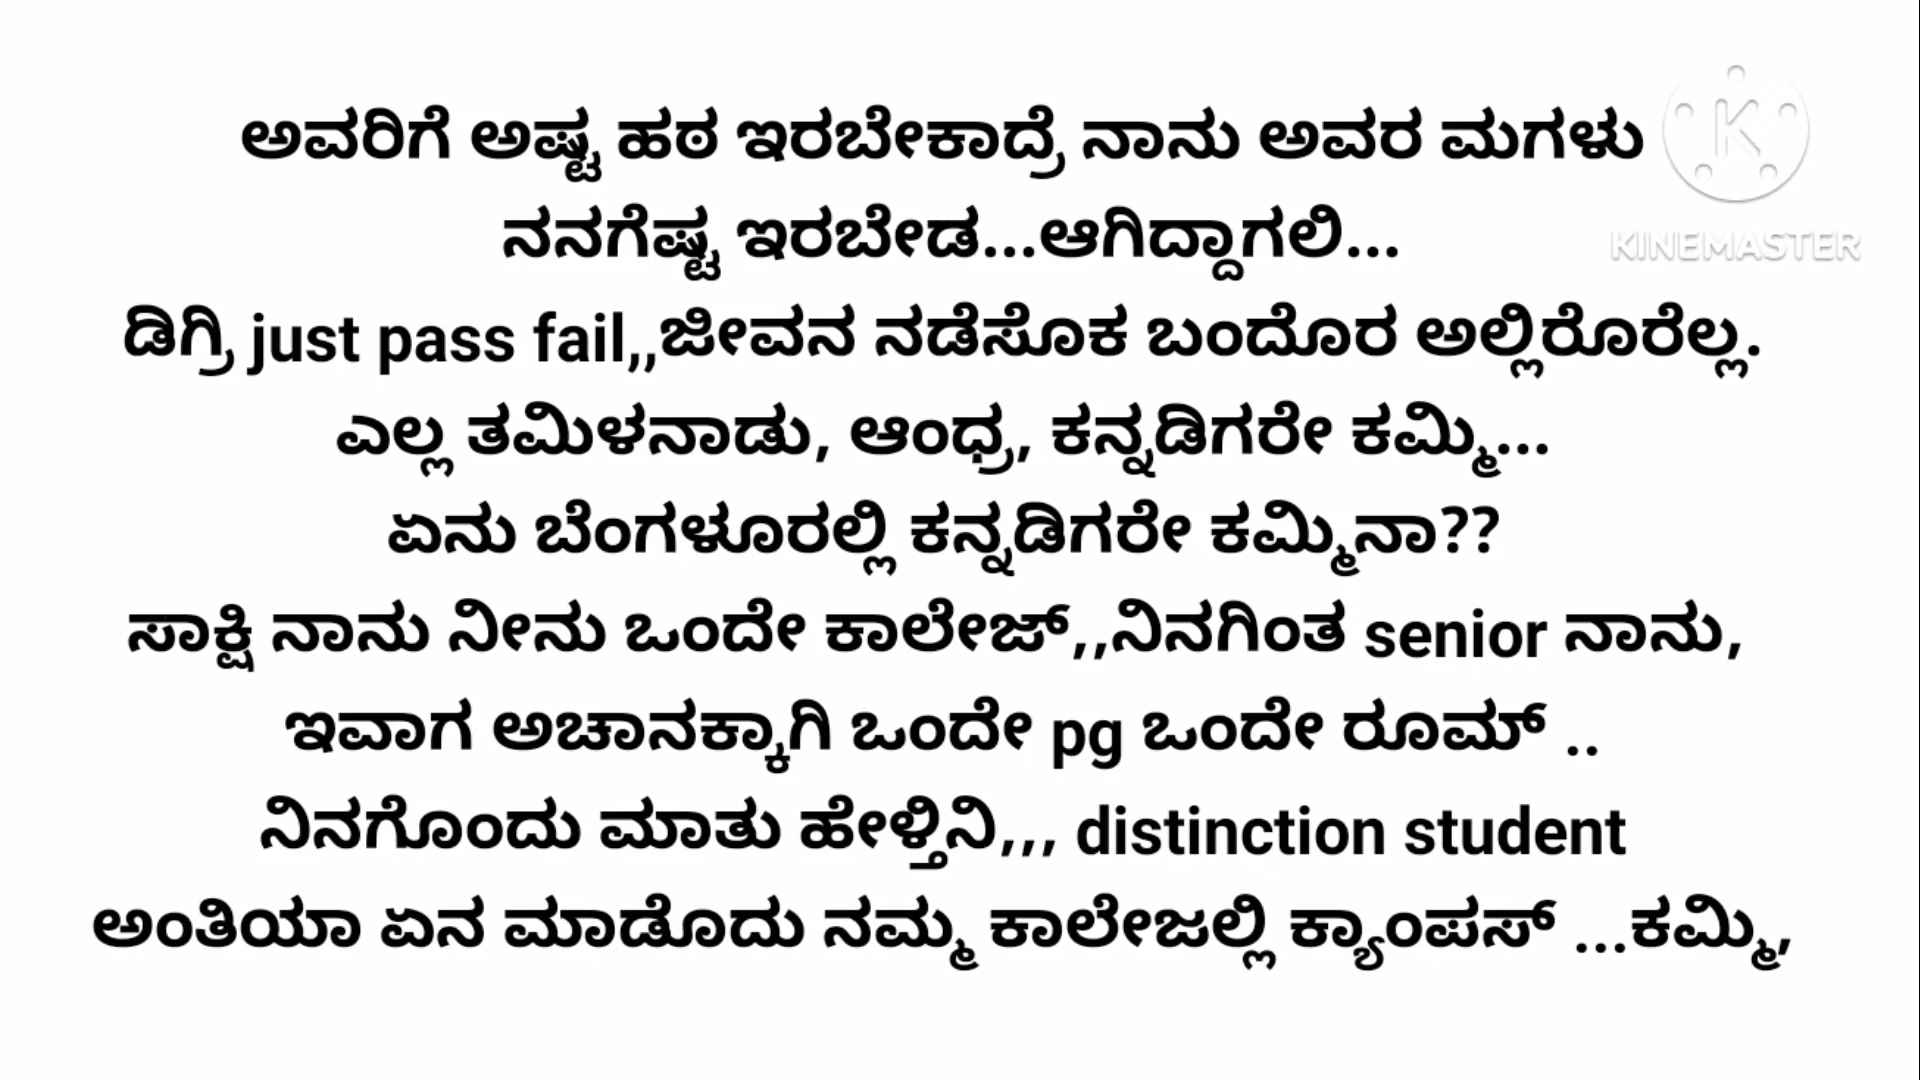 ಅವರಿಗೆ ಅಷ್ಟ ಹಠ ಇರಬೇಕಾದ್ರೆ ನಾನು ಅವರ ಮಗಳು
ನನಗೆಷ್ಟ ಇರಬೇಡ...ಆಗಿದ್ದಾಗಲಿ...
ಡಿಗ್ರಿ just pass fail,,ಜೀವನ ನಡೆಸೊಕ ಬಂದೊರ ಅಲ್ಲಿರೊರೆಲ್ಲ.
ಎಲ್ಲ ತಮಿಳನಾಡು, ಆಂಧ್ರ, ಕನ್ನಡಿಗರೇ ಕಮ್ಮಿ...
ಏನು ಬೆಂಗಳೂರಲ್ಲಿ ಕನ್ನಡಿಗರೇ ಕಮ್ಮಿನಾ??
ಸಾಕ್ಷಿ ನಾನು ನೀನು ಒಂದೇ ಕಾಲೇಜ್,,ನಿನಗಿಂತ senior ನಾನು,
ಇವಾಗ ಅಚಾನಕ್ಕಾಗಿ ಒಂದೇ pg ಒಂದೇ ರೂಮ್ ..
ನಿನಗೊಂದು ಮಾತು ಹೇಳ್ತಿನಿ,,, distinction student
ಅಂತಿಯಾ ಏನ ಮಾಡೊದು ನಮ್ಮ ಕಾಲೇಜಲ್ಲಿ ಕ್ಯಾಂಪಸ್ ...ಕಮ್ಮಿ,
KINEMASTER